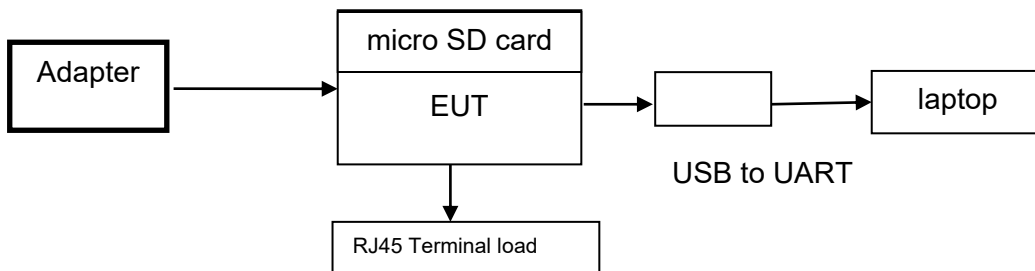 micro SD card
Adapter
EUT
laptop
USB to UART
RJ45 Terminal load